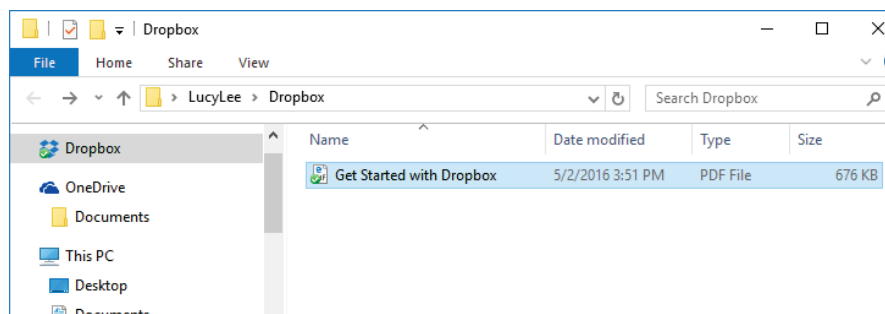 Dropbox
File Home Share View
LucyLee > Dropbox Search Dropbox
Name Date modified Type Size
Dropbox
Get Started with Dropbox 5/2/2016 3:51 PM PDF File 676 KB
OneDrive
Documents
This PC
Desktop
Documents